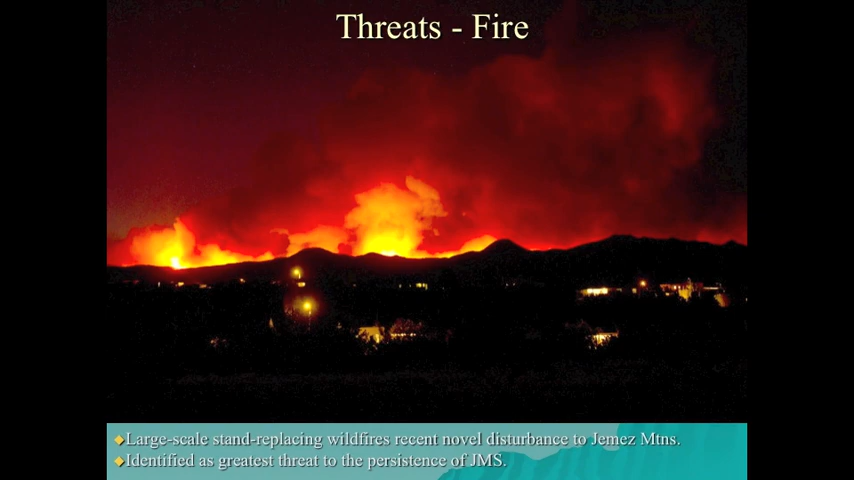 Threats - Fire
Large-scale stand-replacing wildfires recent novel disturbance to Jemez Mtns.
Identified as greatest threat to the persistence of JMS.